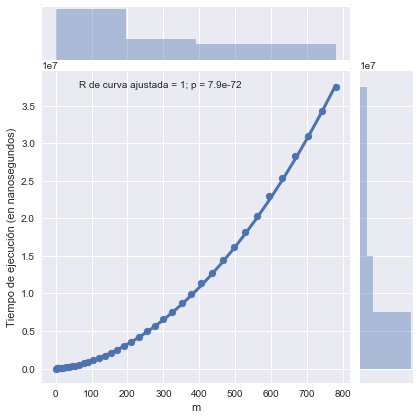 1e7
1e7
R de curva ajustada = 1; p = 7.9e-72
3.5
3.0
2.5
2.0
1.5
1.0
0.5
0.0
Tiempo de ejecución (en nanosegundos)
0 100 200 300 400 500 600 700 800
m